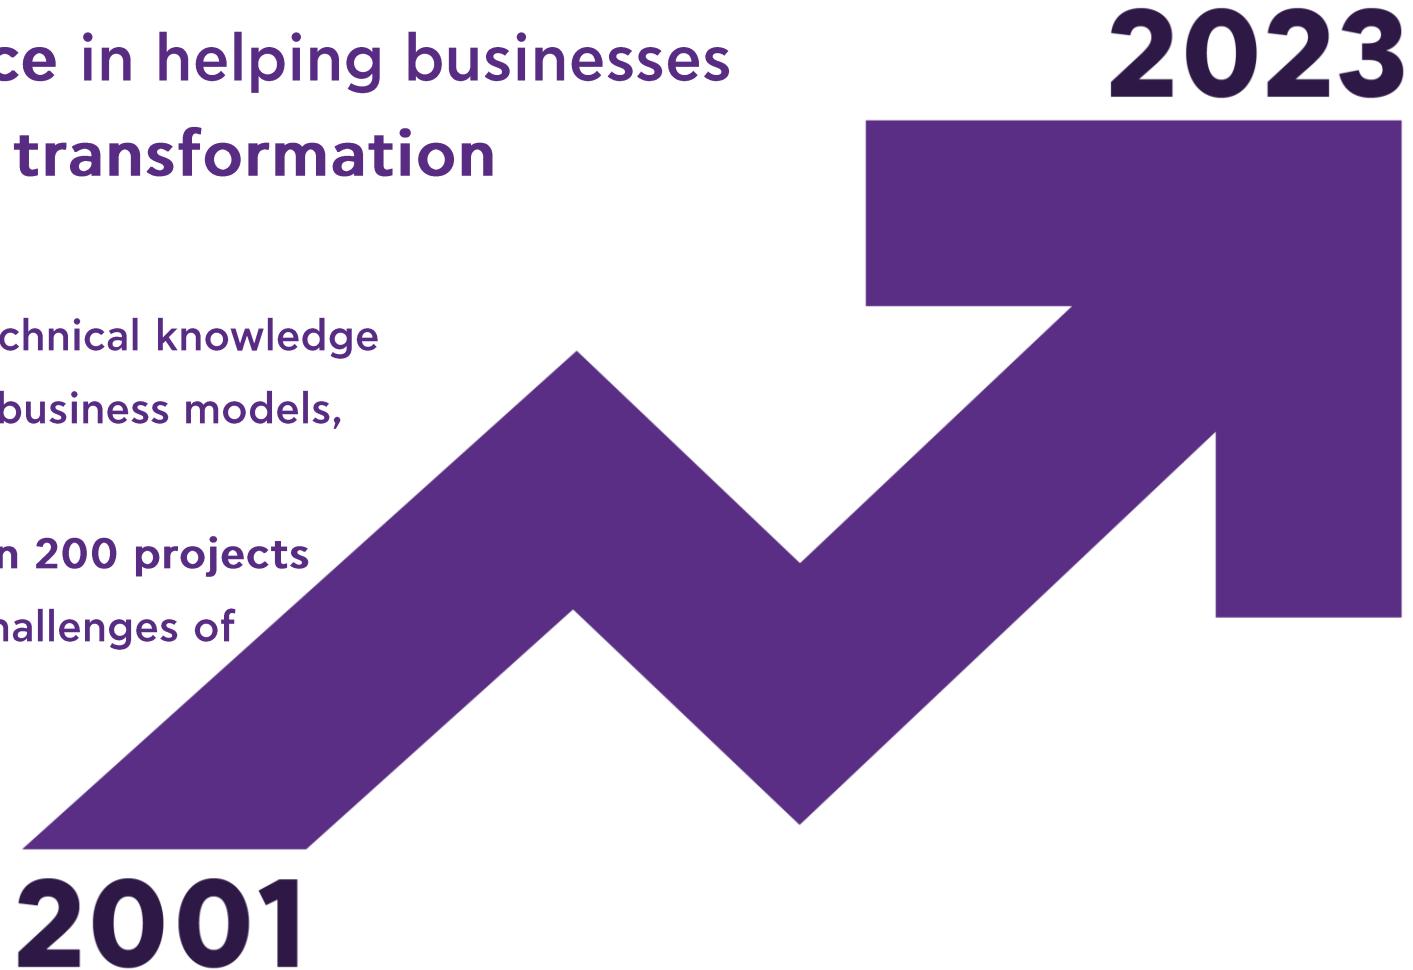 2023
ce in helping businesses
transformation
chnical knowledge
business models,
n 200 projects
hallenges of
2001